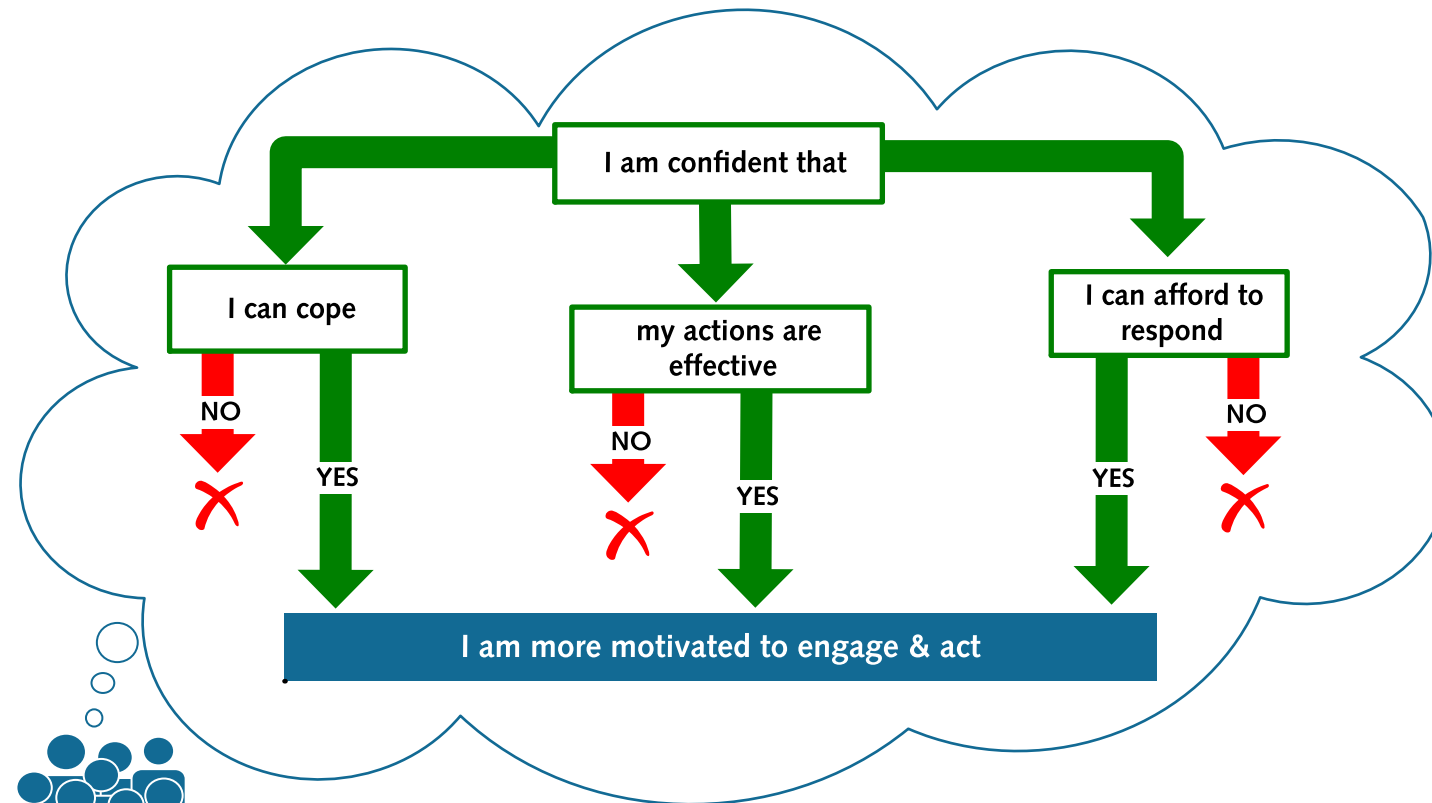 I am confident that
I can cope
my actions are
effective
I can afford to
respond
NO
YES
NO
YES
YES
NO
I am more motivated to engage & act